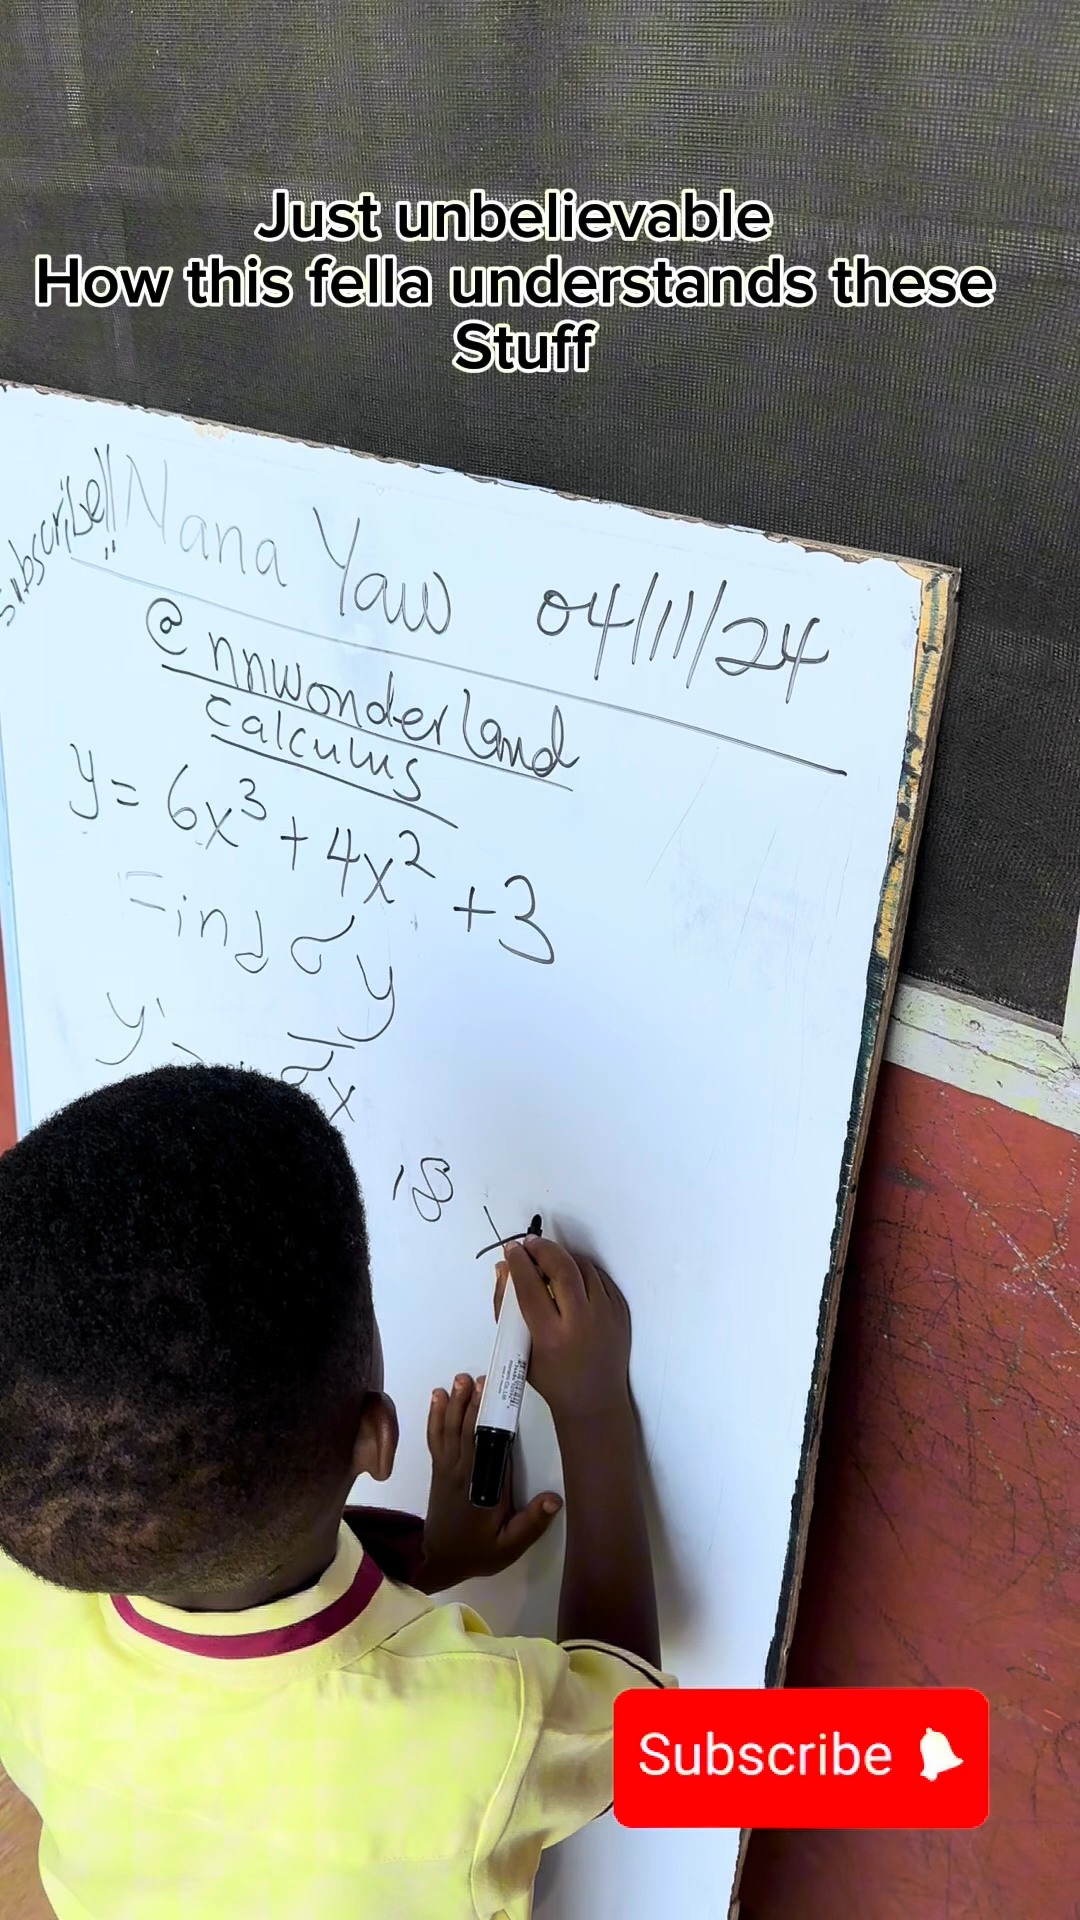 Just unbelievable
How this fella understands these
Stuff
Subscribe!!
Nana Yaw 04/11/24
@nnwonderland
calculus
y = 6x³ + 4x² + 3
Find dy
dx
y'
18x
Subscribe